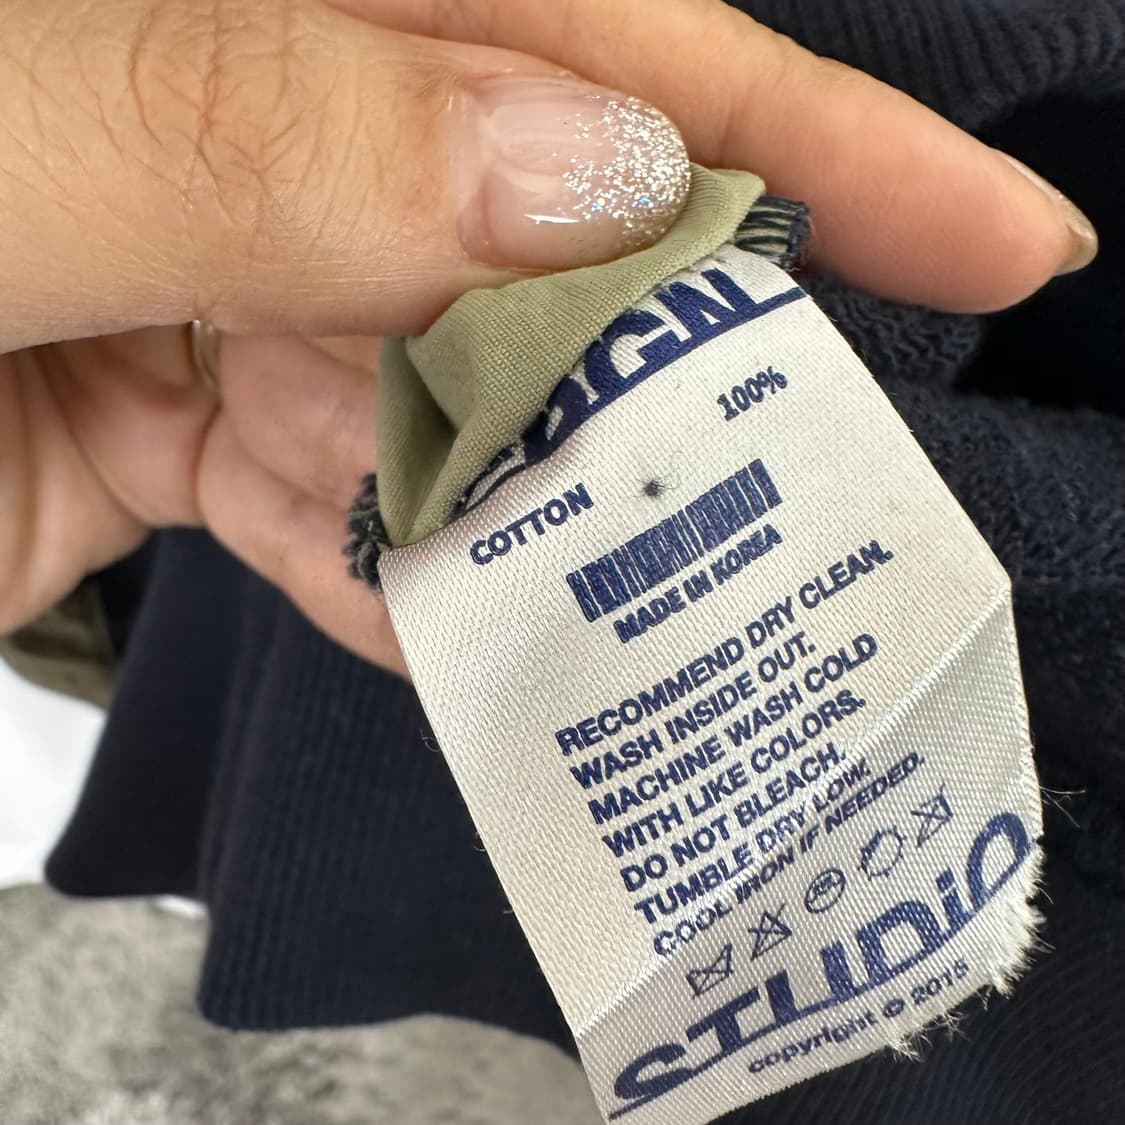 COTTON 100%
MADE IN KOREA
RECOMMEND DRY CLEAN.
WASH INSIDE OUT.
MACHINE WASH COLD
WITH LIKE COLORS.
DO NOT BLEACH.
TUMBLE DRY LOW.
COOL IRON IF NEEDED.
STUDiO
copyright © 2015